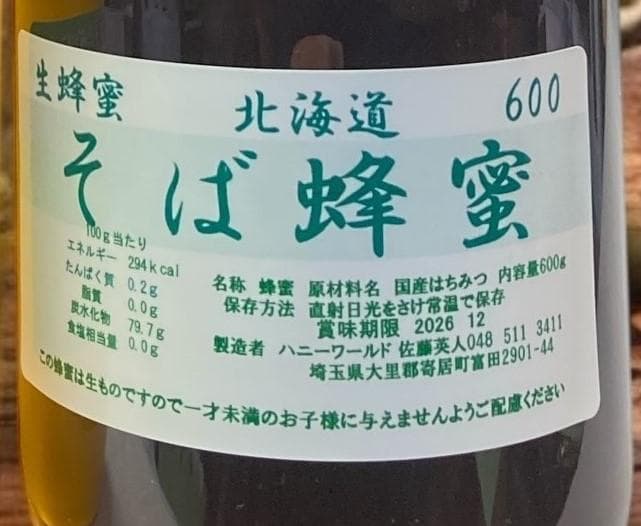 生蜂蜜 北海道 600
そば蜂蜜
100g当たり
エネルギー 294kcal
たんぱく質 0.2g
脂質 0.0g
炭水化物 79.7g
食塩相当量 0.0g
名称 蜂蜜 原材料名 国産はちみつ 内容量600g
保存方法 直射日光をさけ常温で保存
賞味期限 2026 12
製造者 ハニーワールド 佐藤英人048 511 3411
埼玉県大里郡寄居町富田2901-44
この蜂蜜は生ものですので一才未満のお子様に与えませんようご配慮ください